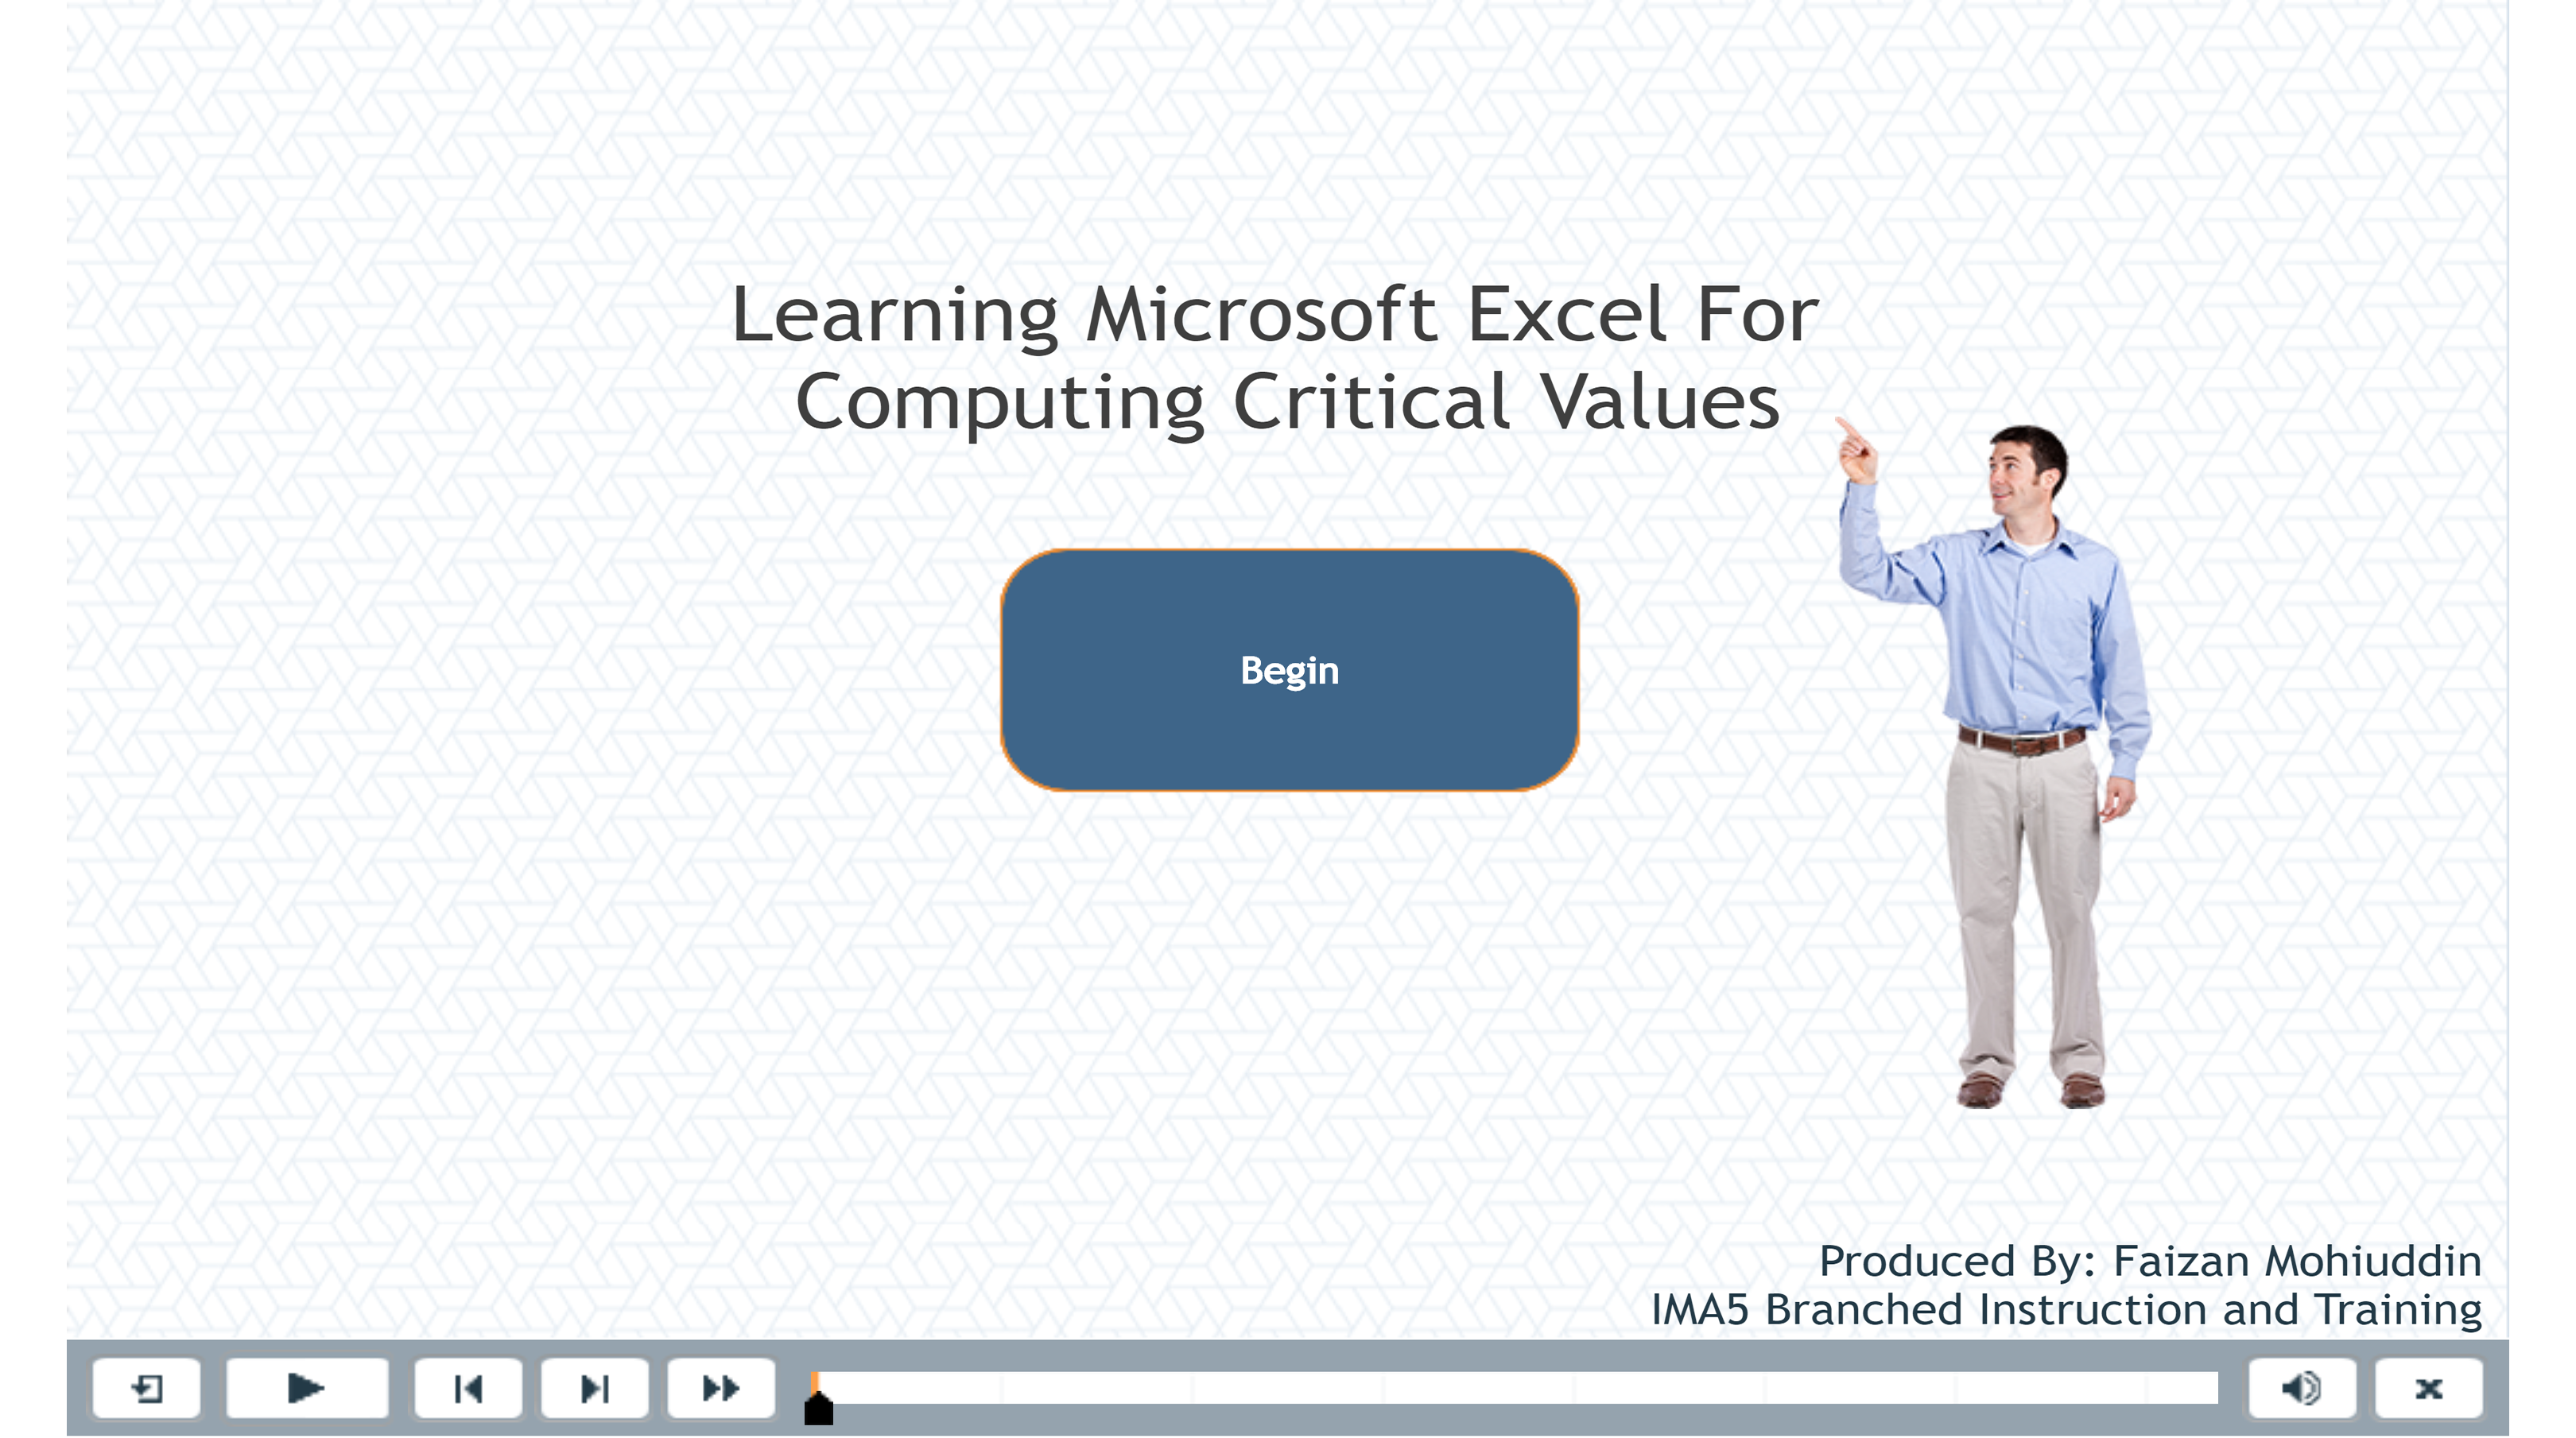 Learning Microsoft Excel For
Computing Critical Values
Begin
Produced By: Faizan Mohiuddin
IMA5 Branched Instruction and Training